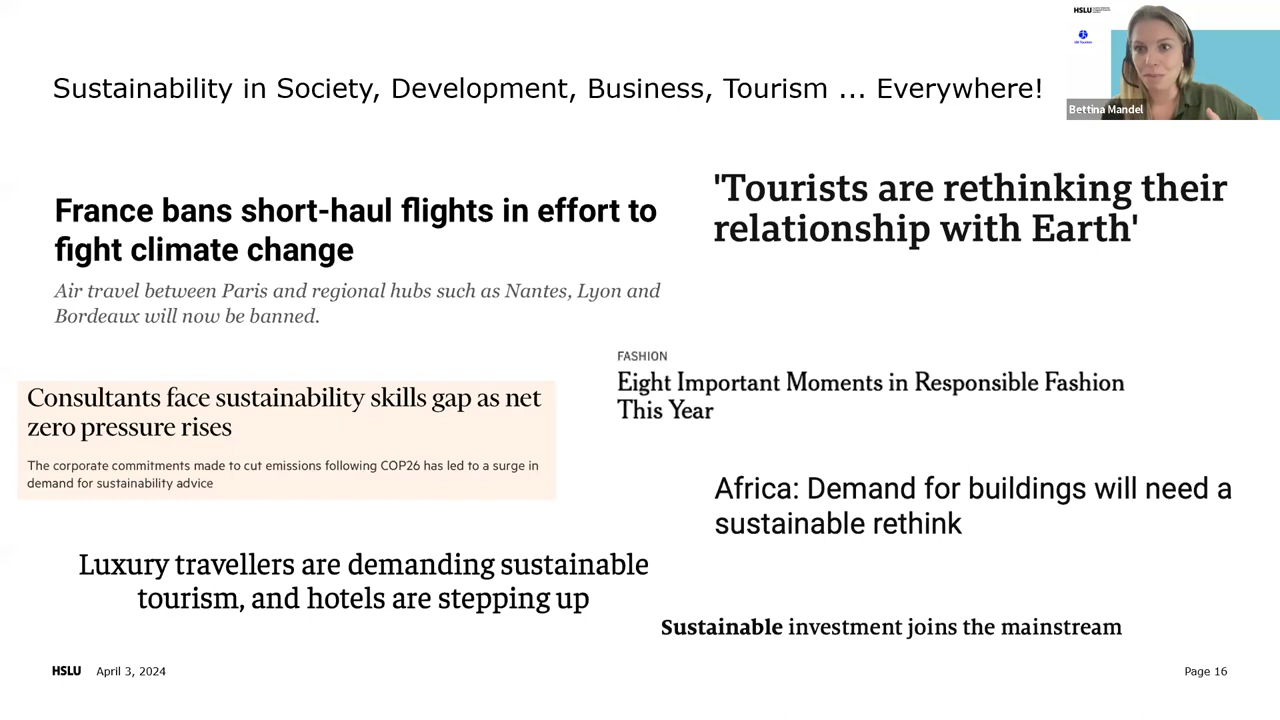 HSLU
Bettina Mandel
Sustainability in Society, Development, Business, Tourism ... Everywhere!
France bans short-haul flights in effort to
fight climate change
Air travel between Paris and regional hubs such as Nantes, Lyon and
Bordeaux will now be banned.
'Tourists are rethinking their
relationship with Earth'
FASHION
Eight Important Moments in Responsible Fashion
This Year
Consultants face sustainability skills gap as net
zero pressure rises
The corporate commitments made to cut emissions following COP26 has led to a surge in
demand for sustainability advice
Africa: Demand for buildings will need a
sustainable rethink
Luxury travellers are demanding sustainable
tourism, and hotels are stepping up
Sustainable investment joins the mainstream
HSLU April 3, 2024
Page 16